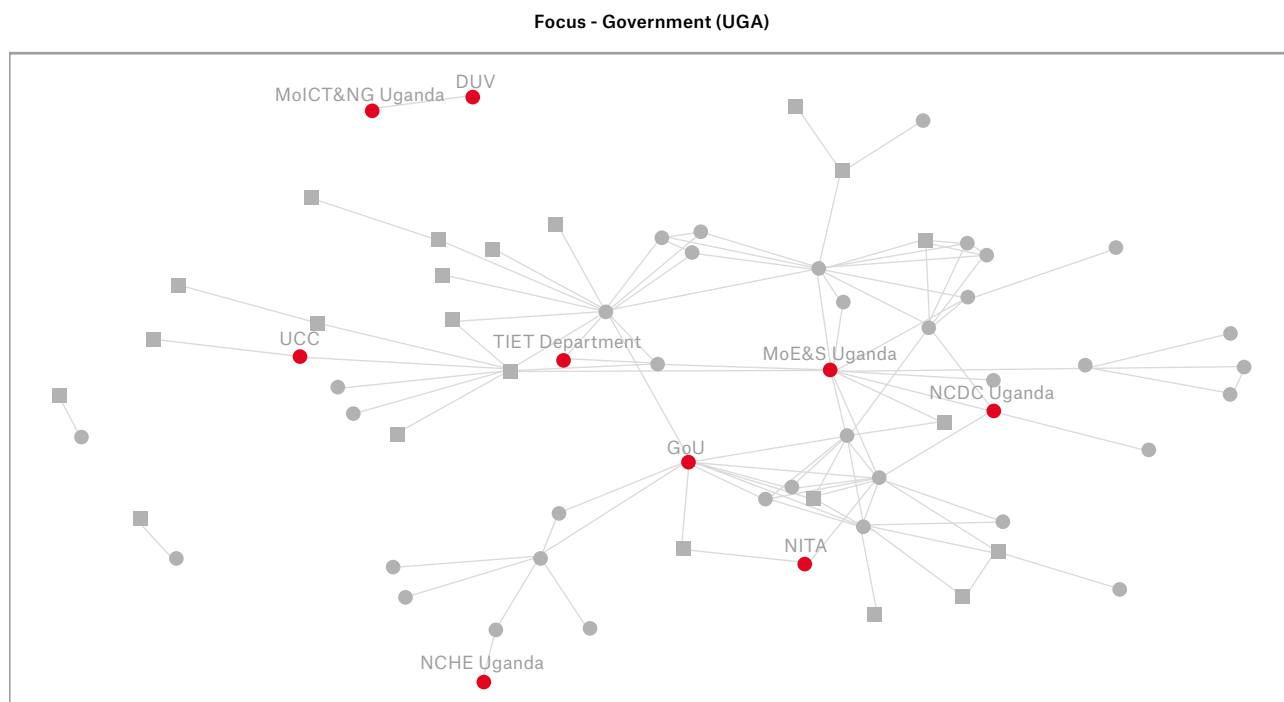 Focus - Government (UGA)
DUV
MoICT&NG Uganda
UCC
TIET Department
MoE&S Uganda
NCDC Uganda
GoU
NITA
NCHE Uganda